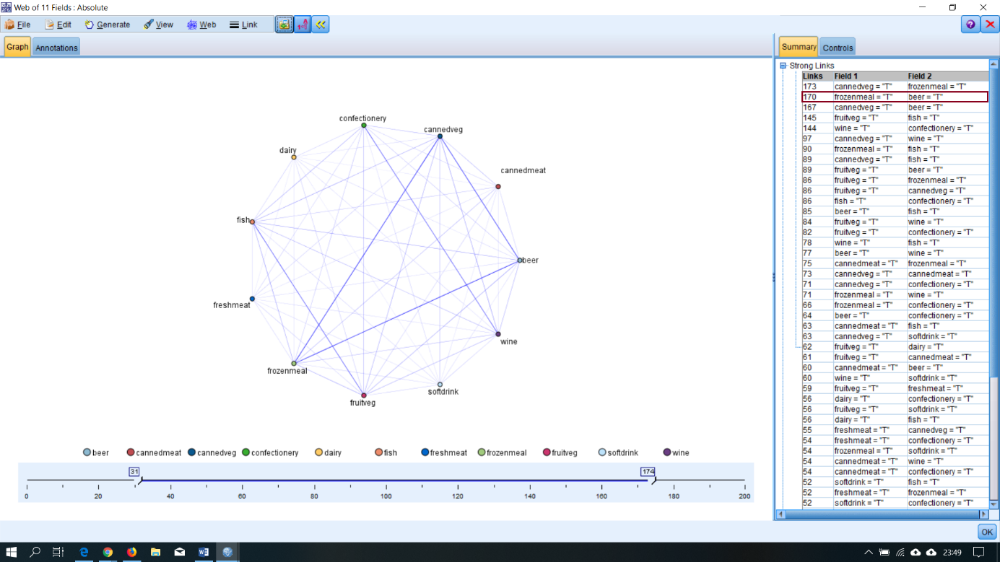 Web of 11 Fields : Absolute
File Edit Generate View Web Link
Graph Annotations
Summary Controls
confectionery
cannedveg
dairy
cannedmeat
fish
beer
freshmeat
wine
frozenmeal
softdrink
fruitveg
beer cannedmeat cannedveg confectionery dairy fish freshmeat frozenmeal fruitveg softdrink wine
31 174
0 20 40 60 80 100 120 140 160 180 200
Strong Links
Links Field 1 Field 2
173 cannedveg = "T" frozenmeal = "T"
170 frozenmeal = "T" beer = "T"
167 cannedveg = "T" beer = "T"
145 fruitveg = "T" fish = "T"
144 wine = "T" confectionery = "T"
97 cannedveg = "T" wine = "T"
90 frozenmeal = "T" fish = "T"
89 cannedveg = "T" fish = "T"
89 fruitveg = "T" beer = "T"
86 fruitveg = "T" frozenmeal = "T"
86 fruitveg = "T" cannedveg = "T"
86 fish = "T" confectionery = "T"
85 beer = "T" fish = "T"
84 fruitveg = "T" wine = "T"
82 fruitveg = "T" confectionery = "T"
78 wine = "T" fish = "T"
77 beer = "T" wine = "T"
75 cannedmeat = "T" frozenmeal = "T"
73 cannedveg = "T" cannedmeat = "T"
71 cannedveg = "T" confectionery = "T"
71 frozenmeal = "T" wine = "T"
66 frozenmeal = "T" confectionery = "T"
64 beer = "T" confectionery = "T"
63 cannedmeat = "T" fish = "T"
63 cannedveg = "T" softdrink = "T"
62 fruitveg = "T" dairy = "T"
61 fruitveg = "T" cannedmeat = "T"
60 cannedmeat = "T" beer = "T"
60 wine = "T" softdrink = "T"
59 fruitveg = "T" freshmeat = "T"
56 dairy = "T" confectionery = "T"
56 fruitveg = "T" softdrink = "T"
56 dairy = "T" fish = "T"
55 freshmeat = "T" cannedveg = "T"
54 freshmeat = "T" confectionery = "T"
54 frozenmeal = "T" softdrink = "T"
54 cannedmeat = "T" wine = "T"
54 cannedmeat = "T" confectionery = "T"
52 softdrink = "T" fish = "T"
52 freshmeat = "T" frozenmeal = "T"
52 softdrink = "T" confectionery = "T"
OK
23:49